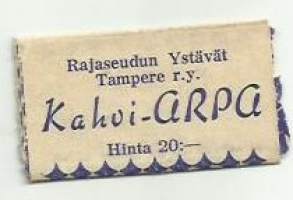 Rajaseudun Ystävät
Tampere r.y.
Kahvi-ARPA
Hinta 20:—